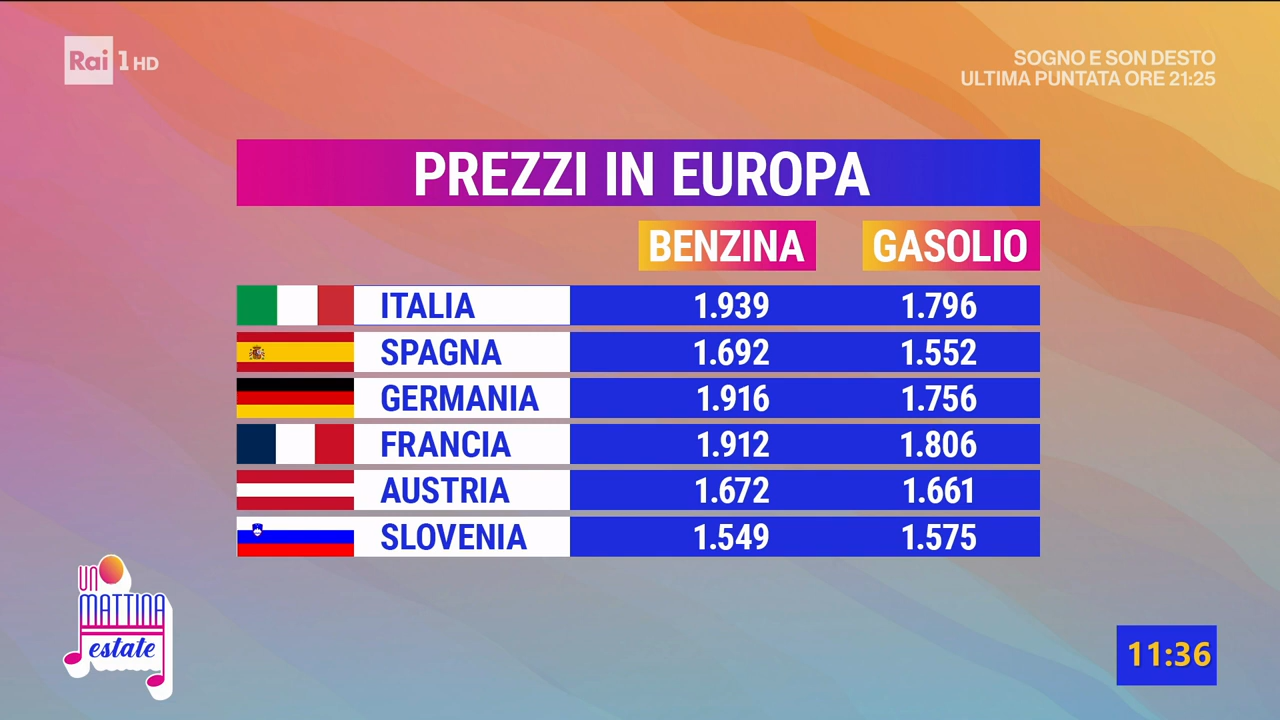 Rai 1 HD
SOGNO E SON DESTO
ULTIMA PUNTATA ORE 21:25
PREZZI IN EUROPA
BENZINA GASOLIO
ITALIA 1.939 1.796
SPAGNA 1.692 1.552
GERMANIA 1.916 1.756
FRANCIA 1.912 1.806
AUSTRIA 1.672 1.661
SLOVENIA 1.549 1.575
UNO
MATTINA
estate
11:36